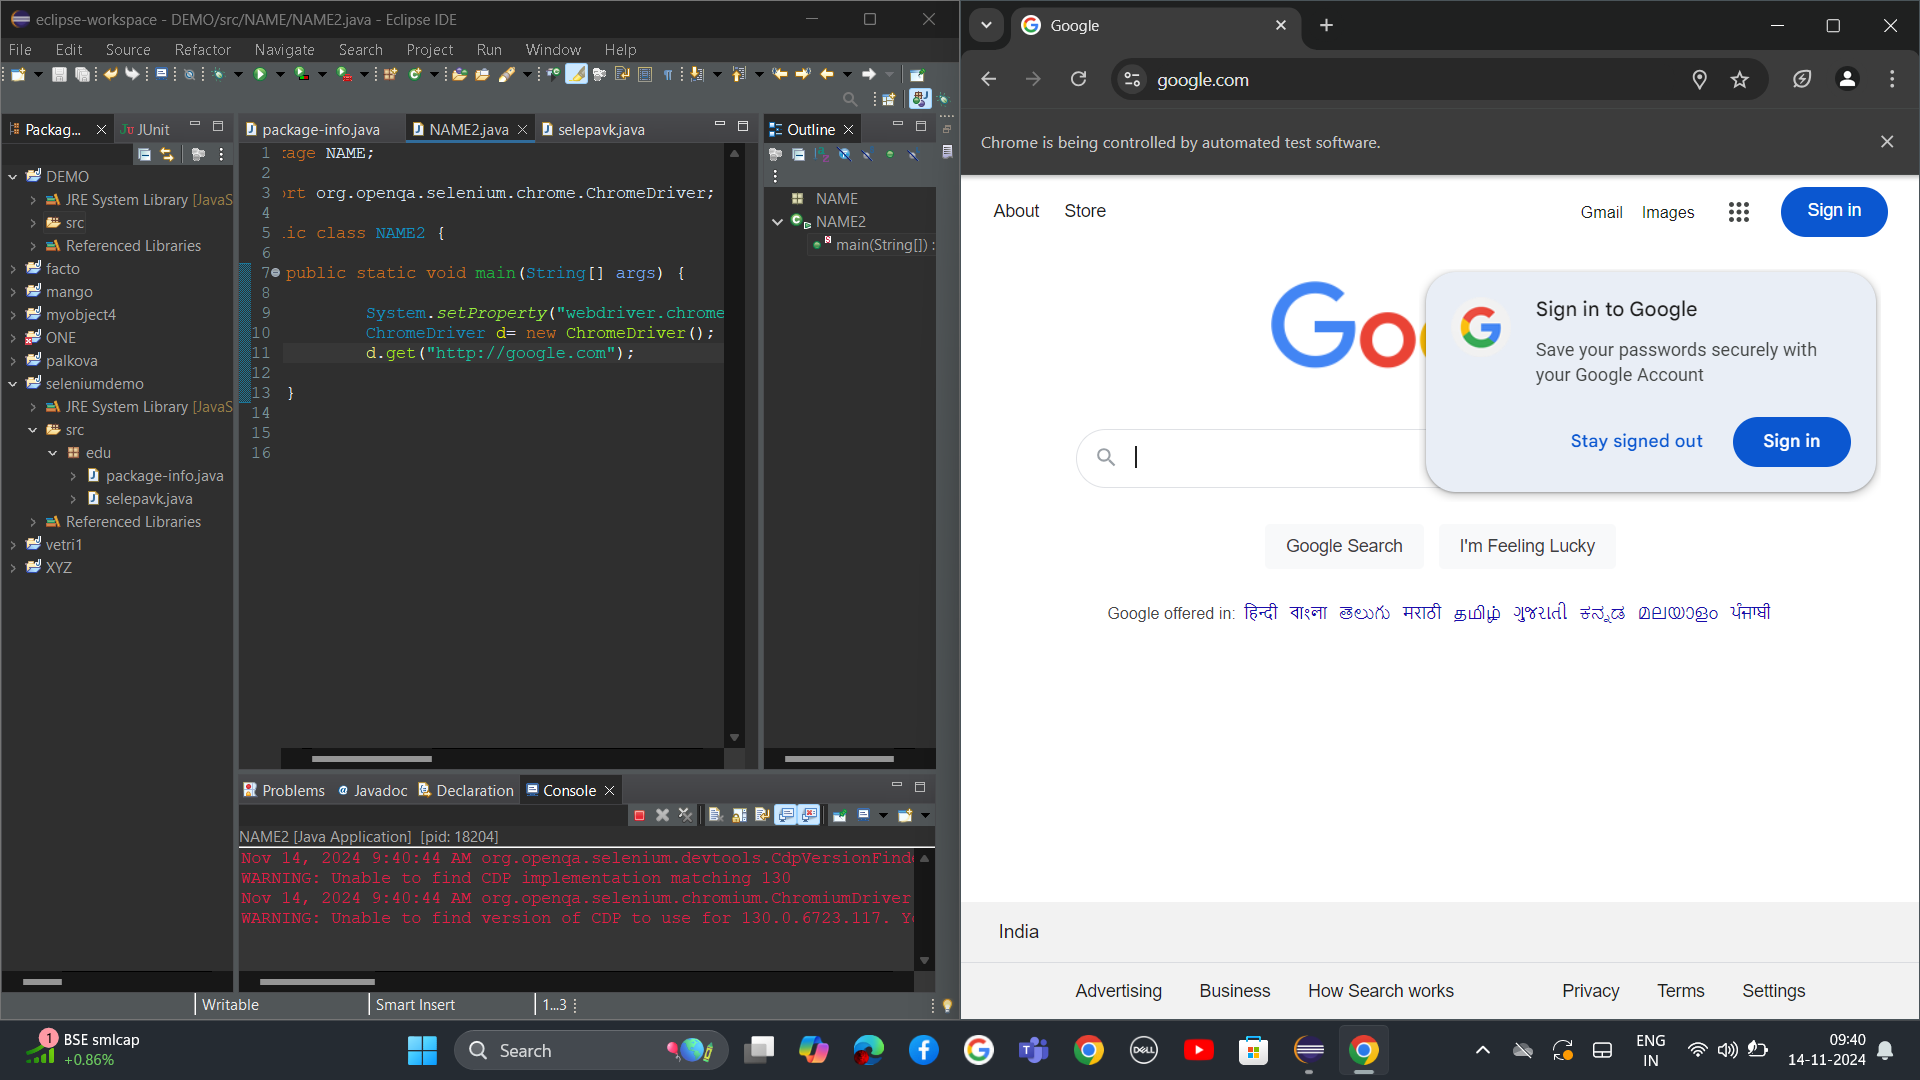 eclipse-workspace - DEMO/src/NAME/NAME2.java - Eclipse IDE
File Edit Source Refactor Navigate Search Project Run Window Help
Packag... JUnit
DEMO
JRE System Library [JavaS
src
Referenced Libraries
facto
mango
myobject4
ONE
palkova
seleniumdemo
JRE System Library [JavaS
src
edu
package-info.java
selepavk.java
Referenced Libraries
vetri1
XYZ
package-info.java NAME2.java selepavk.java
1 age NAME;
2
3 rt org.openqa.selenium.chrome.ChromeDriver;
4
5 ic class NAME2 {
6
7 public static void main(String[] args) {
8
9 System.setProperty("webdriver.chrome
10 ChromeDriver d= new ChromeDriver();
11 d.get("http://google.com");
12
13 }
14
15
16
Outline
NAME
NAME2
main(String[]) :
Problems Javadoc Declaration Console
NAME2 [Java Application] [pid: 18204]
Nov 14, 2024 9:40:44 AM org.openqa.selenium.devtools.CdpVersionFinde
WARNING: Unable to find CDP implementation matching 130
Nov 14, 2024 9:40:44 AM org.openqa.selenium.chromium.ChromiumDriver
WARNING: Unable to find version of CDP to use for 130.0.6723.117. Y
Writable Smart Insert 1...3
Google
google.com
Chrome is being controlled by automated test software.
About Store Gmail Images Sign in
Goo
Sign in to Google
Save your passwords securely with
your Google Account
Stay signed out Sign in
Google Search I'm Feeling Lucky
Google offered in: हिन्दी বাংলা తెలుగు मराठी தமிழ் ગુજરાતી ಕನ್ನಡ മലയാളം ਪੰਜਾਬੀ
India
Advertising Business How Search works Privacy Terms Settings
1
BSE smlcap
+0.86%
Search
DELL
ENG
IN
09:40
14-11-2024